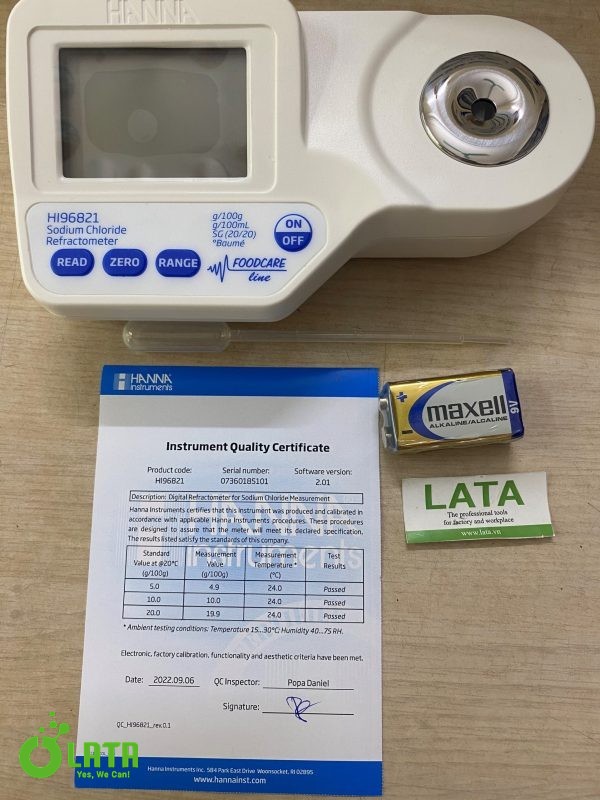 HANNA
HI96821
Sodium Chloride
Refractometer
g/100g
g/100mL
SG (20/20)
°Baumé
ON
OFF
READ
ZERO
RANGE
FOODCARE
line
HANNA
instruments
Instrument Quality Certificate
Product code: Serial number: Software version:
HI96821 07360185101 2.01
Description: Digital Refractometer for Sodium Chloride Measurement
Hanna Instruments certifies that this instrument was produced and calibrated in
accordance with applicable Hanna Instruments procedures. These procedures
are designed to assure that the meter will meet its declared specification.
The results listed satisfy the standards of this company.
Standard Measurement Measurement Test
Value at @20°C Value Temperature * Results
(g/100g) (g/100g) (°C)
5.0 4.9 24.0 Passed
10.0 10.0 24.0 Passed
20.0 19.9 24.0 Passed
* Ambient testing conditions: Temperature 15...30°C; Humidity 40...75 RH.
Electronic, factory calibration, functionality and aesthetic criteria have been met.
Date: 2022.09.06 QC Inspector: Popa Daniel
Signature:
QC_HI96821_rev.0.1
Hanna Instruments Inc. 584 Park East Drive Woonsocket, RI 02895
www.hannainst.com
+
-
maxell
ALKALINE/ALCALINE
9V
LATA
The professional tools
for factory and workplace
www.lata.vn
LATA
Yes, We Can!